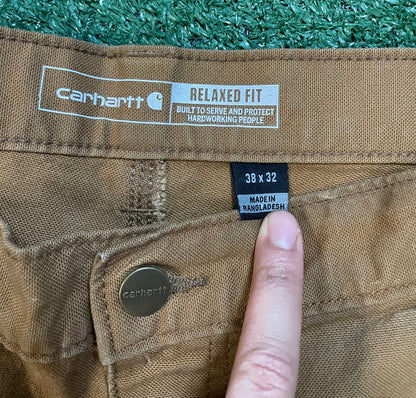 carhartt
RELAXED FIT
BUILT TO SERVE AND PROTECT
HARDWORKING PEOPLE
38 x 32
MADE IN
BANGLADESH
carhartt